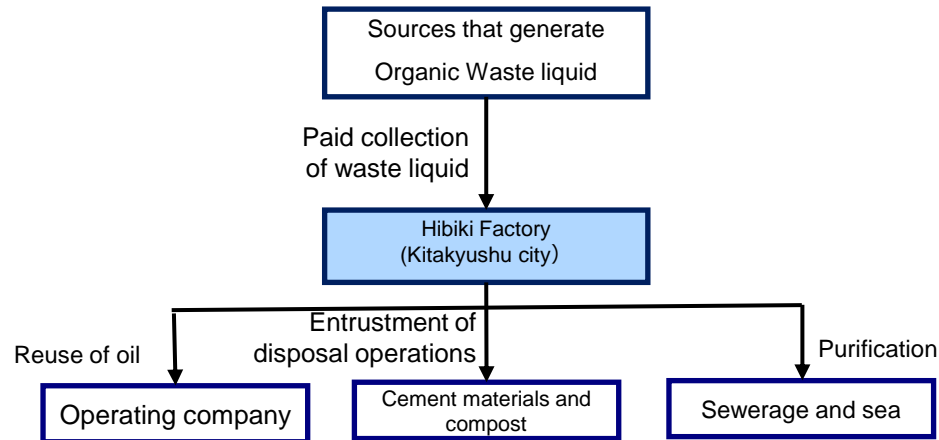 Sources that generate
Organic Waste liquid
Paid collection
of waste liquid
Hibiki Factory
(Kitakyushu city）
Reuse of oil
Entrustment of
disposal operations
Purification
Operating company
Cement materials and
compost
Sewerage and sea